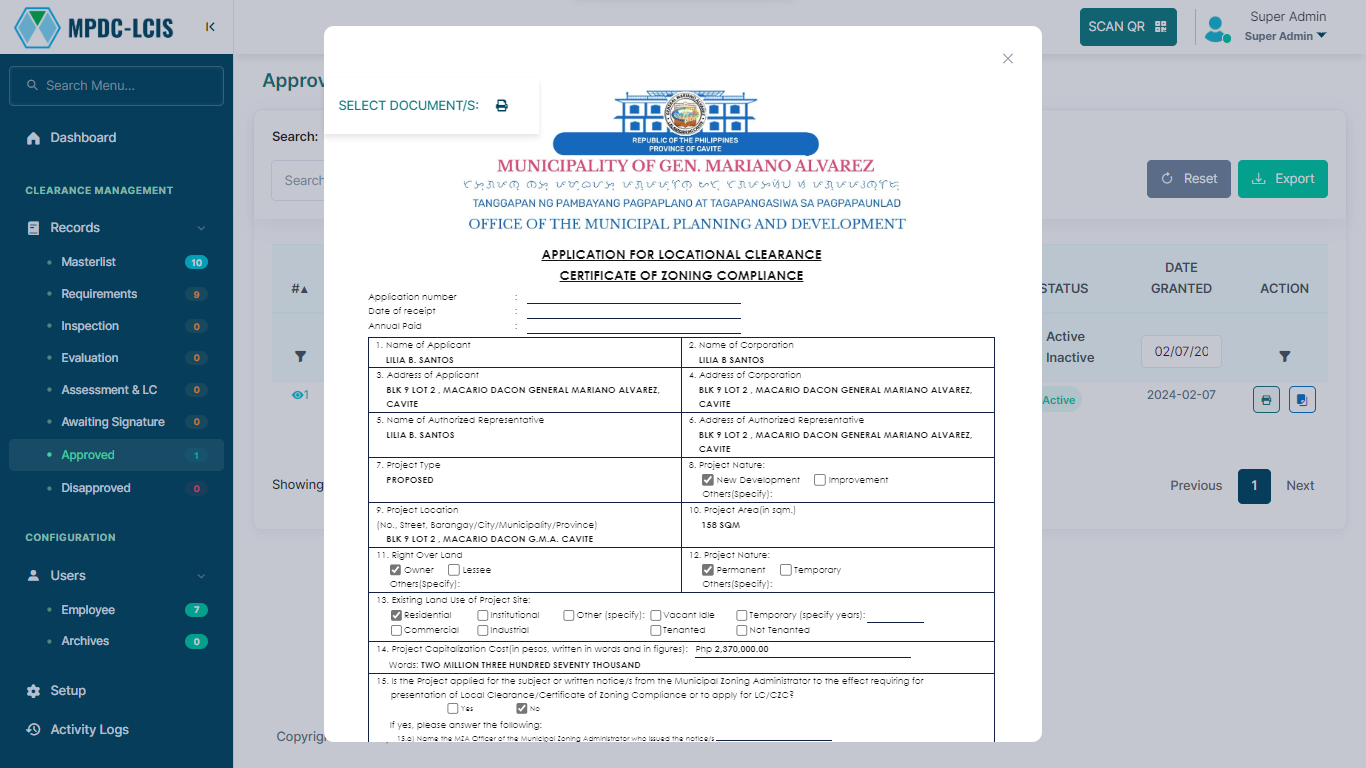 MPDC-LCIS
SCAN QR
Super Admin
Super Admin
Search Menu...
Dashboard
CLEARANCE MANAGEMENT
Records
Masterlist 10
Requirements 9
Inspection 0
Evaluation 0
Assessment & LC 0
Awaiting Signature 0
Approved 1
Disapproved 0
CONFIGURATION
Users
Employee 7
Archives 0
Setup
Activity Logs
Approv
Search:
Search
Reset
Export
#
STATUS
DATE GRANTED
ACTION
Active
Inactive
02/07/20
1
Active
2024-02-07
Showing
Previous 1 Next
Copyrig
SELECT DOCUMENT/S:
REPUBLIC OF THE PHILIPPINES
PROVINCE OF CAVITE
MUNICIPALITY OF GEN. MARIANO ALVAREZ
TANGGAPAN NG PAMBAYANG PAGPAPLANO AT TAGAPANGASIWA SA PAGPAPAUNLAD
OFFICE OF THE MUNICIPAL PLANNING AND DEVELOPMENT
APPLICATION FOR LOCATIONAL CLEARANCE
CERTIFICATE OF ZONING COMPLIANCE
Application number :
Date of receipt :
Annual Paid :
1. Name of Applicant
LILIA B. SANTOS
2. Name of Corporation
LILIA B SANTOS
3. Address of Applicant
BLK 9 LOT 2 , MACARIO DACON GENERAL MARIANO ALVAREZ,
CAVITE
4. Address of Corporation
BLK 9 LOT 2 , MACARIO DACON GENERAL MARIANO ALVAREZ,
CAVITE
5. Name of Authorized Representative
LILIA B. SANTOS
6. Address of Authorized Representative
BLK 9 LOT 2 , MACARIO DACON GENERAL MARIANO ALVAREZ,
CAVITE
7. Project Type
PROPOSED
8. Project Nature:
New Development Improvement
Others(Specify):
9. Project Location
(No., Street, Barangay/City/Municipality/Province)
BLK 9 LOT 2 , MACARIO DACON G.M.A. CAVITE
10. Project Area(in sqm.)
158 SQM
11. Right Over Land
Owner Lessee
Others(Specify):
12. Project Nature:
Permanent Temporary
Others(Specify):
13. Existing Land Use of Project Site:
Residential Institutional Other (specify): Vacant Idle Temporary (specify years):
Commercial Industrial Tenanted Not Tenanted
14. Project Capitalization Cost(in pesos, written in words and in figures): Php 2,370,000.00
Words: TWO MILLION THREE HUNDRED SEVENTY THOUSAND
15. Is the Project applied for the subject or written notice/s from the Municipal Zoning Administrator to the effect requiring for
presentation of Local Clearance/Certificate of Zoning Compliance or to apply for LC/CZC?
Yes No
If yes, please answer the following:
15.a) Name the MZA Officer of the Municipal Zoning Administrator who issued the notice/s